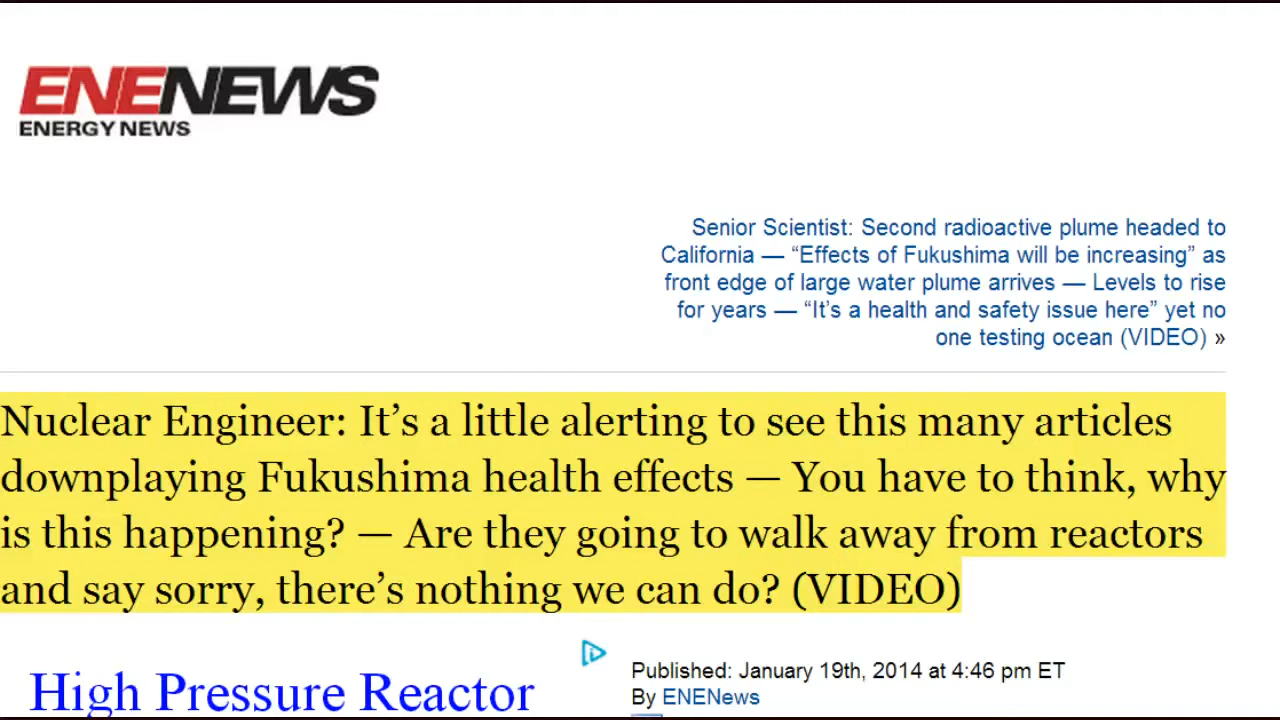 ENENEWS
ENERGY NEWS
Senior Scientist: Second radioactive plume headed to
California — “Effects of Fukushima will be increasing” as
front edge of large water plume arrives — Levels to rise
for years — “It’s a health and safety issue here” yet no
one testing ocean (VIDEO) »
Nuclear Engineer: It’s a little alerting to see this many articles
downplaying Fukushima health effects — You have to think, why
is this happening? — Are they going to walk away from reactors
and say sorry, there’s nothing we can do? (VIDEO)
High Pressure Reactor
Published: January 19th, 2014 at 4:46 pm ET
By ENENews